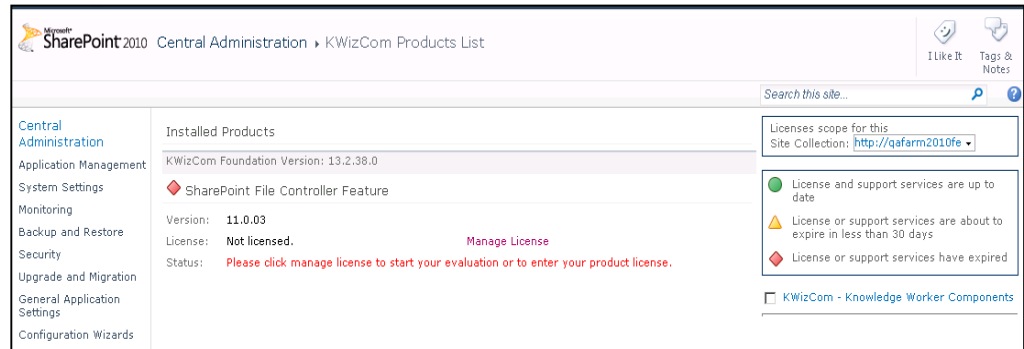 Microsoft
SharePoint 2010 Central Administration ▸ KWizCom Products List
I Like It
Tags &
Notes
Search this site...
Central
Administration
Application Management
System Settings
Monitoring
Backup and Restore
Security
Upgrade and Migration
General Application
Settings
Configuration Wizards
Installed Products
KWizCom Foundation Version: 13.2.38.0
SharePoint File Controller Feature
Version: 11.0.03
License: Not licensed. Manage License
Status: Please click manage license to start your evaluation or to enter your product license.
Licenses scope for this
Site Collection: http://qafarm2010fe
License and support services are up to
date
License or support services are about to
expire in less than 30 days
License or support services have expired
KWizCom - Knowledge Worker Components